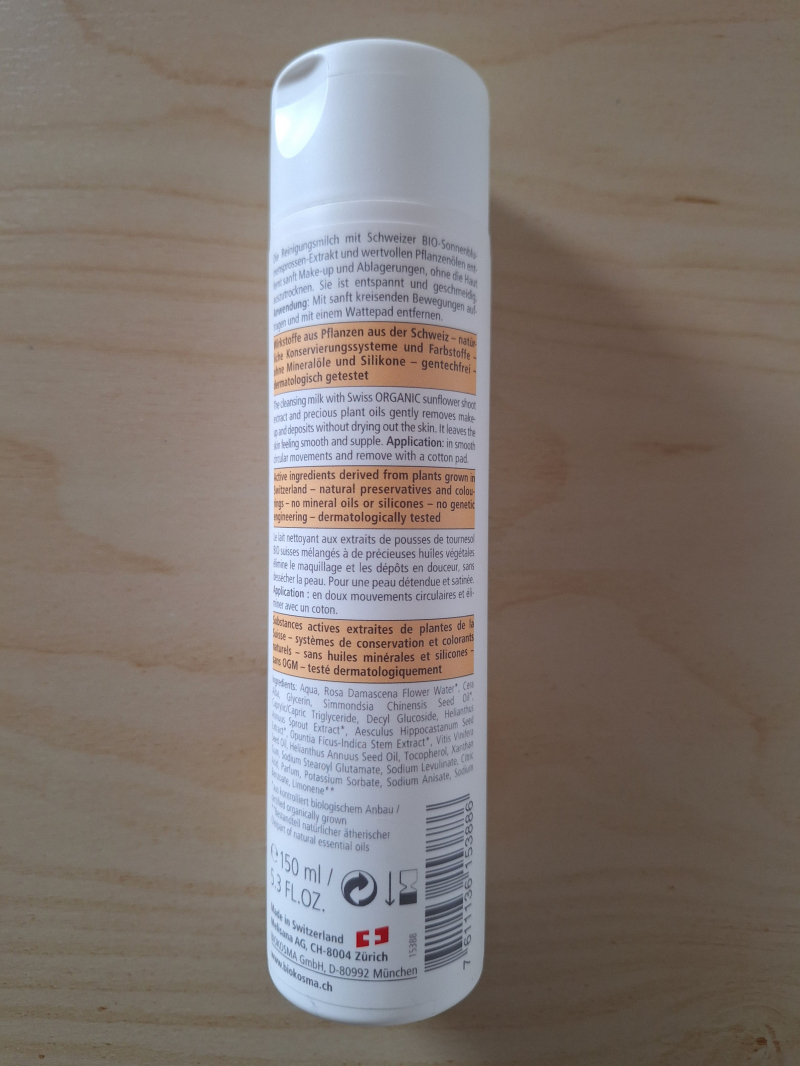 Die Reinigungsmilch mit Schweizer BIO-Sonnenblu-
mensprossen-Extrakt und wertvollen Pflanzenölen ent-
fernt sanft Make-up und Ablagerungen, ohne die Haut
auszutrocknen. Sie ist entspannt und geschmeidig.
Anwendung: Mit sanft kreisenden Bewegungen auf-
tragen und mit einem Wattepad entfernen.
Wirkstoffe aus Pflanzen aus der Schweiz – natür-
liche Konservierungssysteme und Farbstoffe –
ohne Mineralöle und Silikone – gentechfrei –
dermatologisch getestet
The cleansing milk with Swiss ORGANIC sunflower shoot
extract and precious plant oils gently removes make-
up and deposits without drying out the skin. It leaves the
skin feeling smooth and supple. Application: in smooth
circular movements and remove with a cotton pad.
Active ingredients derived from plants grown in
Switzerland – natural preservatives and colou-
rings – no mineral oils or silicones – no genetic
engineering – dermatologically tested
Le lait nettoyant aux extraits de pousses de tournesol
BIO suisses mélangés à de précieuses huiles végétales
élimine le maquillage et les dépôts en douceur, sans
dessécher la peau. Pour une peau détendue et satinée.
Application : en doux mouvements circulaires et éli-
miner avec un coton.
Substances actives extraites de plantes de la
Suisse – systèmes de conservation et colorants
naturels – sans huiles minérales et silicones –
sans OGM – testé dermatologiquement
Ingredients: Aqua, Rosa Damascena Flower Water*, Cera
Alba, Glycerin, Simmondsia Chinensis Seed Oil*,
Caprylic/Capric Triglyceride, Decyl Glucoside, Helianthus
Annuus Sprout Extract*, Aesculus Hippocastanum Seed
Extract*, Opuntia Ficus-Indica Stem Extract*, Vitis Vinifera
Seed Oil, Helianthus Annuus Seed Oil, Tocopherol, Xanthan
Gum, Sodium Stearoyl Glutamate, Sodium Levulinate, Citric
Acid, Parfum, Potassium Sorbate, Sodium Anisate, Sodium
Limonene**
aus kontrolliert biologischem Anbau /
certified organically grown
Bestandteil natürlicher ätherischer
part of natural essential oils
℮ 150 ml /
5.3 FL.OZ.
Made in Switzerland
Melisana AG, CH-8004 Zürich
BIOKOSMA GmbH, D-80992 München
www.biokosma.ch
15388
7 611136 153886